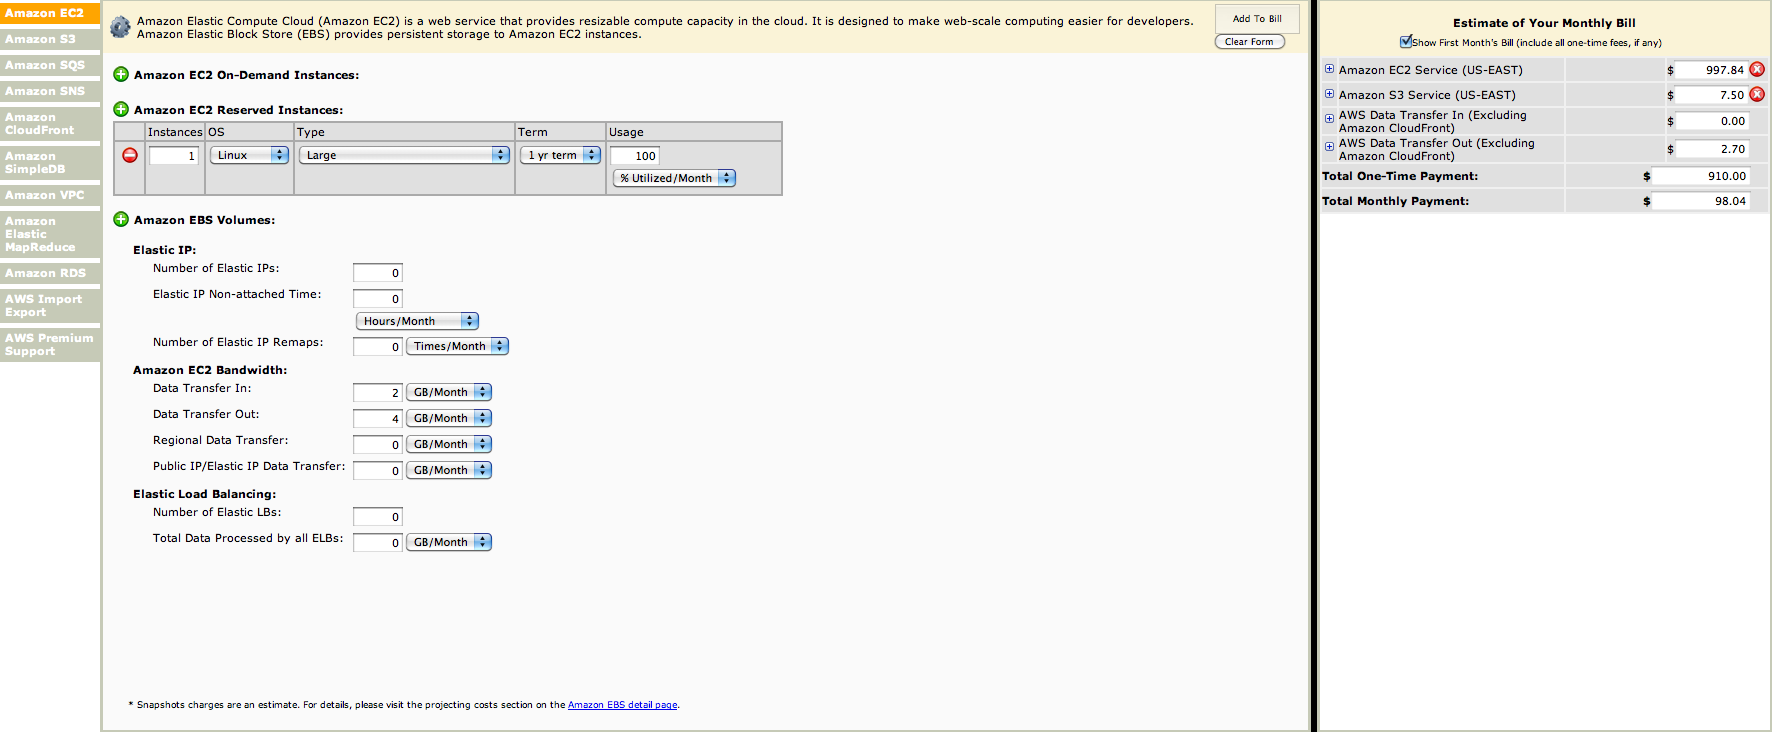 Amazon EC2
Amazon S3
Amazon SQS
Amazon SNS
Amazon
CloudFront
Amazon
SimpleDB
Amazon VPC
Amazon
Elastic
MapReduce
Amazon RDS
AWS Import
Export
AWS Premium
Support
Amazon Elastic Compute Cloud (Amazon EC2) is a web service that provides resizable compute capacity in the cloud. It is designed to make web-scale computing easier for developers.
Amazon Elastic Block Store (EBS) provides persistent storage to Amazon EC2 instances.
Add To Bill
Clear Form
Amazon EC2 On-Demand Instances:
Amazon EC2 Reserved Instances:
Instances OS Type Term Usage
1 Linux Large 1 yr term 100
% Utilized/Month
Amazon EBS Volumes:
Elastic IP:
Number of Elastic IPs: 0
Elastic IP Non-attached Time: 0
Hours/Month
Number of Elastic IP Remaps: 0 Times/Month
Amazon EC2 Bandwidth:
Data Transfer In: 2 GB/Month
Data Transfer Out: 4 GB/Month
Regional Data Transfer: 0 GB/Month
Public IP/Elastic IP Data Transfer: 0 GB/Month
Elastic Load Balancing:
Number of Elastic LBs: 0
Total Data Processed by all ELBs: 0 GB/Month
* Snapshots charges are an estimate. For details, please visit the projecting costs section on the Amazon EBS detail page.
Estimate of Your Monthly Bill
Show First Month's Bill (include all one-time fees, if any)
Amazon EC2 Service (US-EAST) $ 997.84
Amazon S3 Service (US-EAST) $ 7.50
AWS Data Transfer In (Excluding
Amazon CloudFront) $ 0.00
AWS Data Transfer Out (Excluding
Amazon CloudFront) $ 2.70
Total One-Time Payment: $ 910.00
Total Monthly Payment: $ 98.04